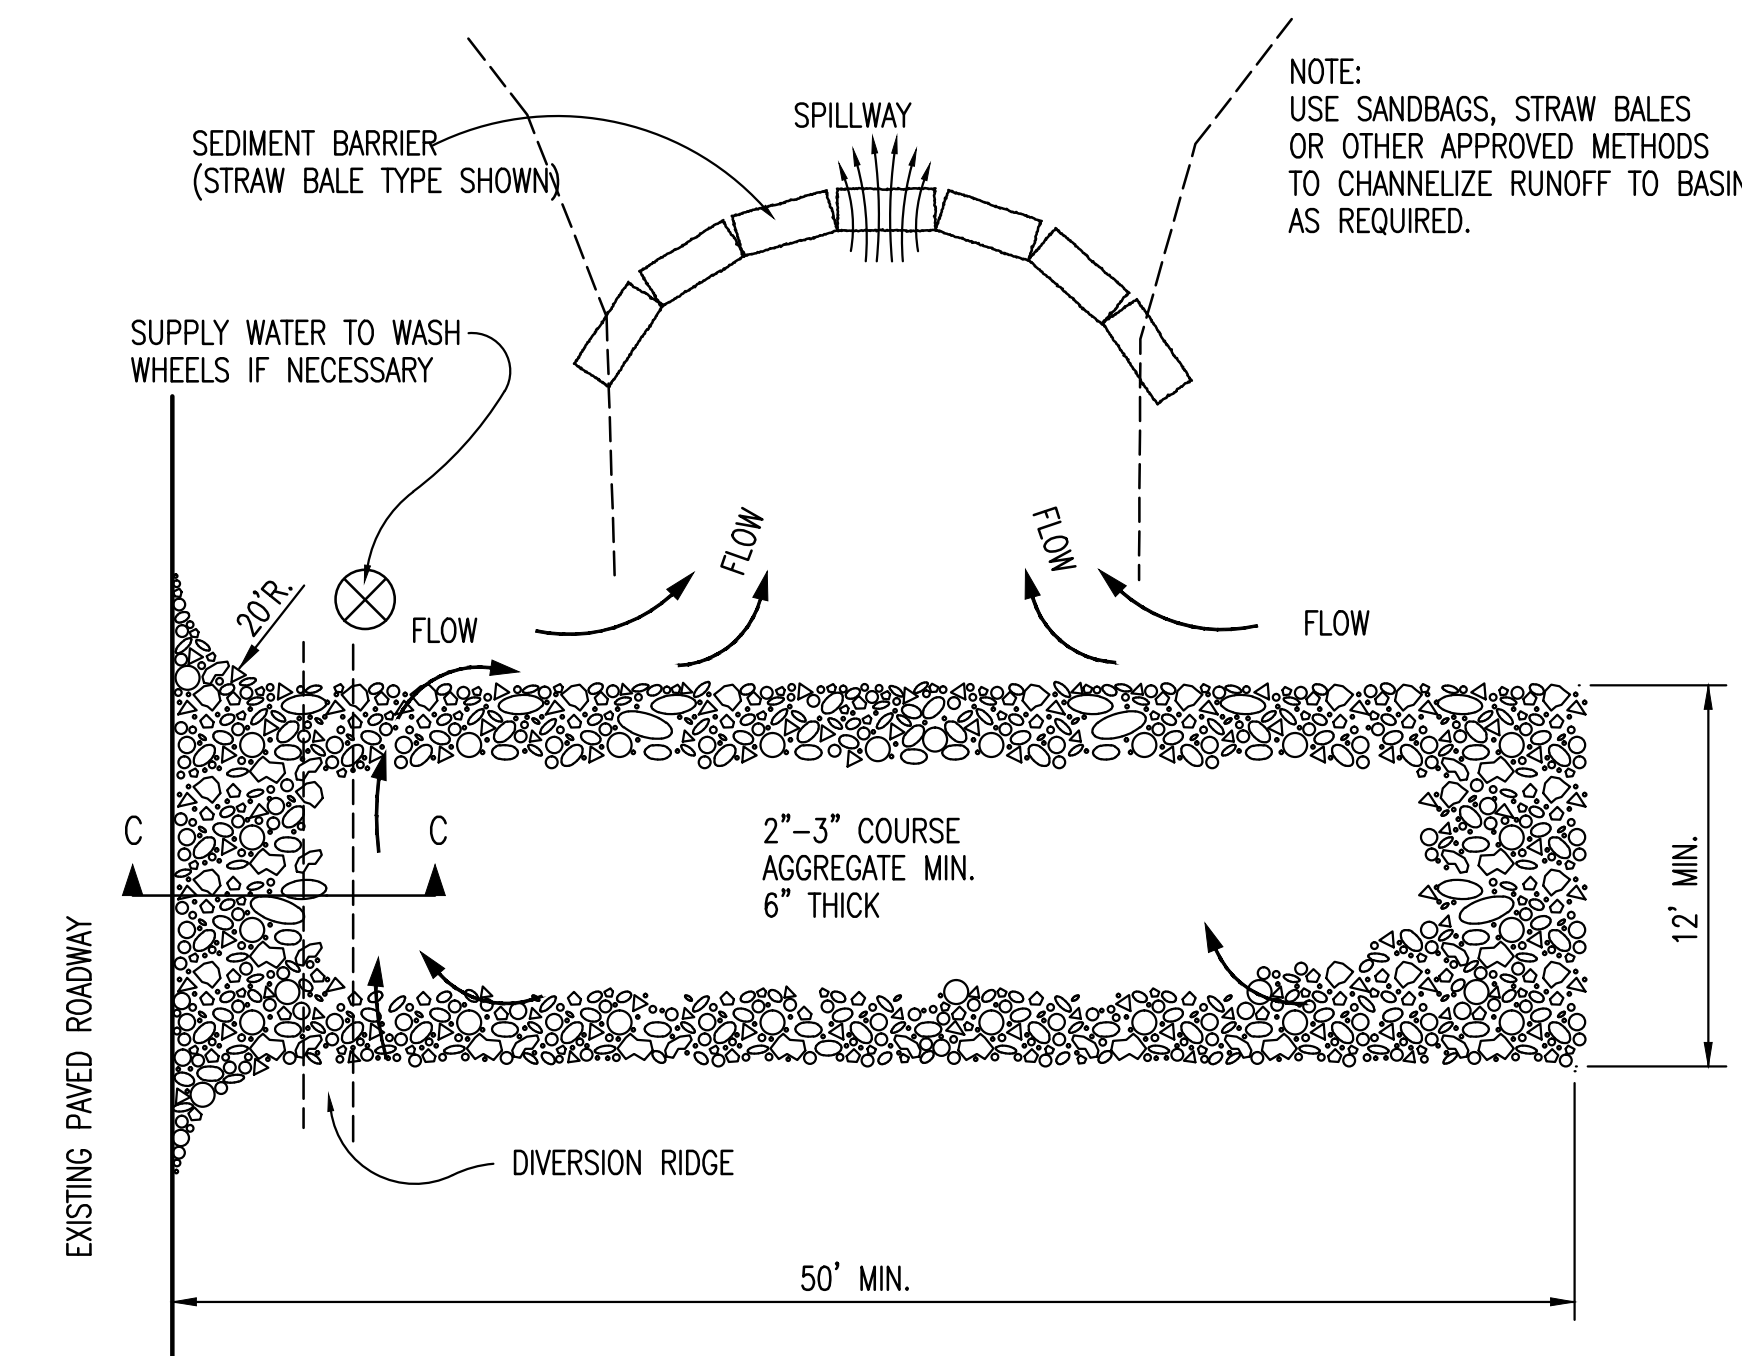 SPILLWAY
NOTE:
USE SANDBAGS, STRAW BALES
OR OTHER APPROVED METHODS
TO CHANNELIZE RUNOFF TO BASIN
AS REQUIRED.
SEDIMENT BARRIER
(STRAW BALE TYPE SHOWN)
SUPPLY WATER TO WASH
WHEELS IF NECESSARY
FLOW
FLOW
20'R.
FLOW
FLOW
C
C
2"-3" COURSE
AGGREGATE MIN.
6" THICK
12' MIN.
EXISTING PAVED ROADWAY
DIVERSION RIDGE
50' MIN.